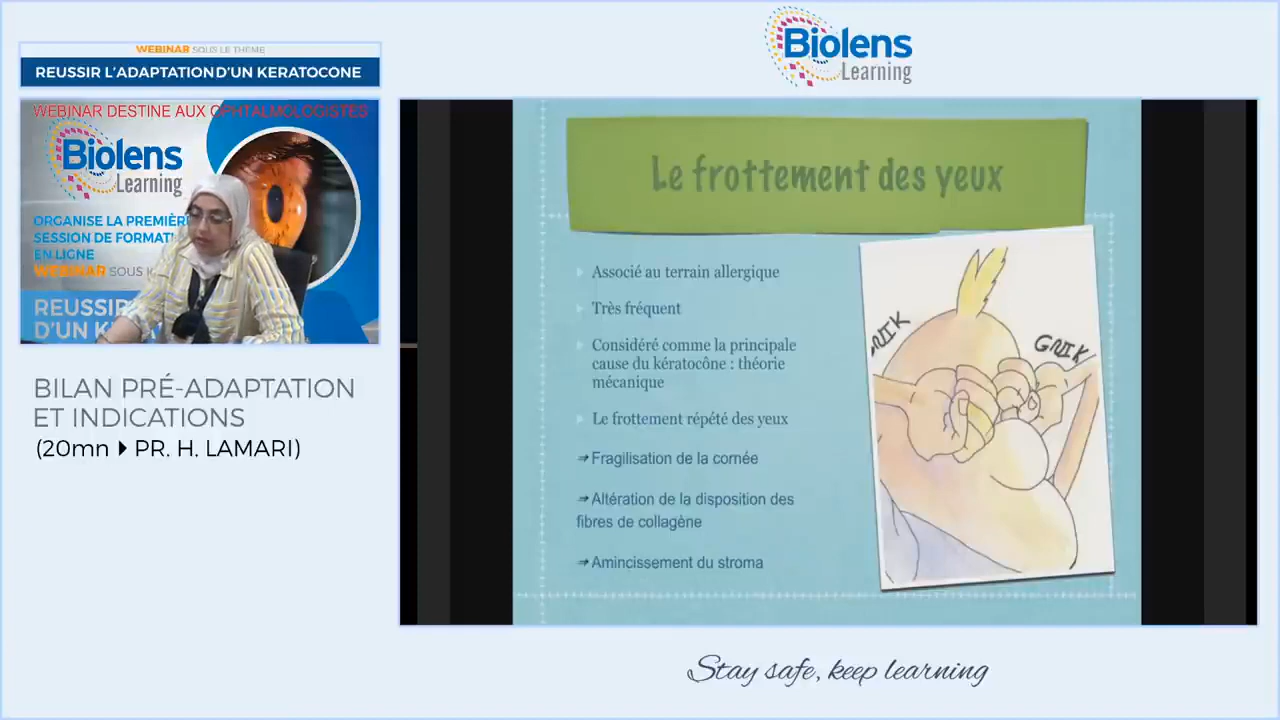 WEBINAR SOUS LE THÈME
REUSSIR L'ADAPTATION D'UN KERATOCONE
WEBINAR DESTINE AUX OPHTALMOLOGISTES
Biolens
Learning
ORGANISE LA PREMIÈR
SESSION DE FORMATI
EN LIGNE
WEBINAR SOUS
REUSSIR
D'UN K
BILAN PRÉ-ADAPTATION
ET INDICATIONS
(20mn PR. H. LAMARI)
Biolens
Learning
Le frottement des yeux
Associé au terrain allergique
Très fréquent
Considéré comme la principale
cause du kératocône : théorie
mécanique
Le frottement répété des yeux
⇒ Fragilisation de la cornée
⇒ Altération de la disposition des
fibres de collagène
⇒ Amincissement du stroma
GRIK
Stay safe, keep learning